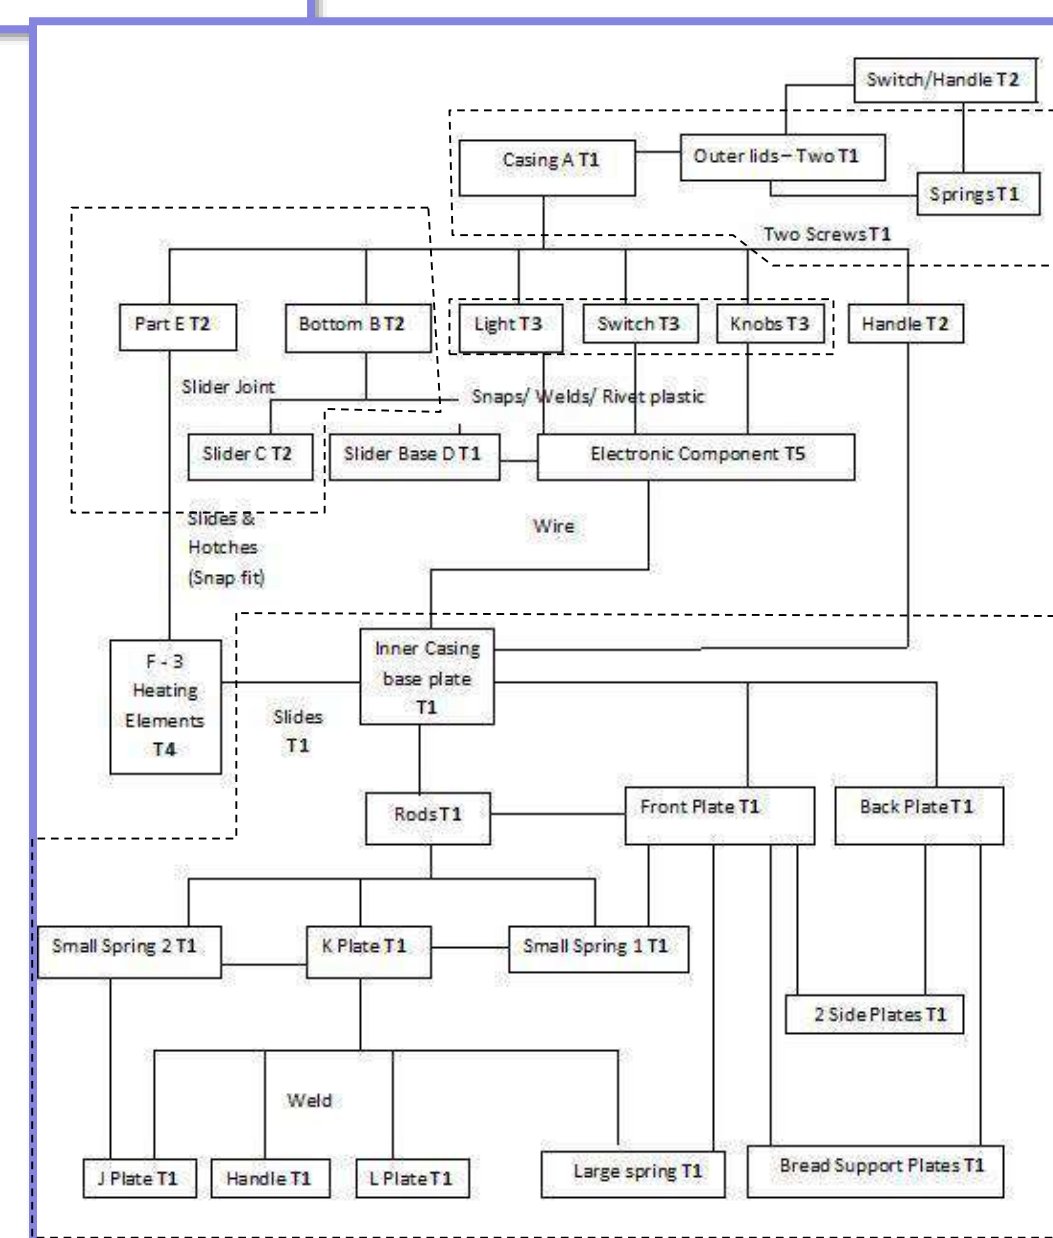 Switch/Handle T2
Casing A T1
Outer lids – Two T1
Springs T1
Two Screws T1
Part E T2
Bottom B T2
Light T3
Switch T3
Knobs T3
Handle T2
Slider Joint
Snaps/ Welds/ Rivet plastic
Slider C T2
Slider Base D T1
Electronic Component T5
Slides &
Hotches
(Snap fit)
Wire
F - 3
Heating
Elements
T4
Slides
T1
Inner Casing
base plate
T1
Rods T1
Front Plate T1
Back Plate T1
Small Spring 2 T1
K Plate T1
Small Spring 1 T1
2 Side Plates T1
Weld
J Plate T1
Handle T1
L Plate T1
Large spring T1
Bread Support Plates T1